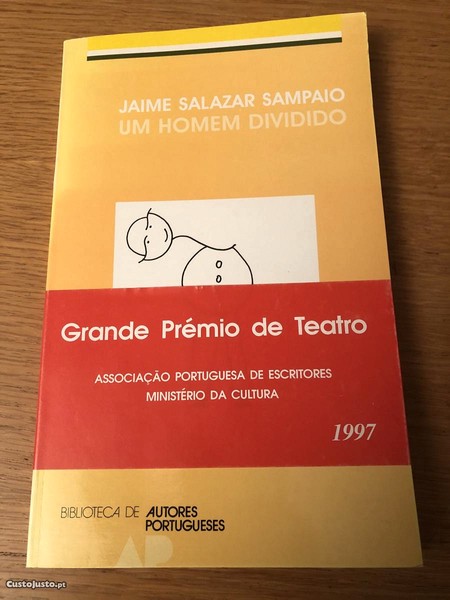 JAIME SALAZAR SAMPAIO
UM HOMEM DIVIDIDO
Grande Prémio de Teatro
ASSOCIAÇÃO PORTUGUESA DE ESCRITORES
MINISTÉRIO DA CULTURA
1997
BIBLIOTECA DE AUTORES
PORTUGUESES
AP
CustoJusto.pt